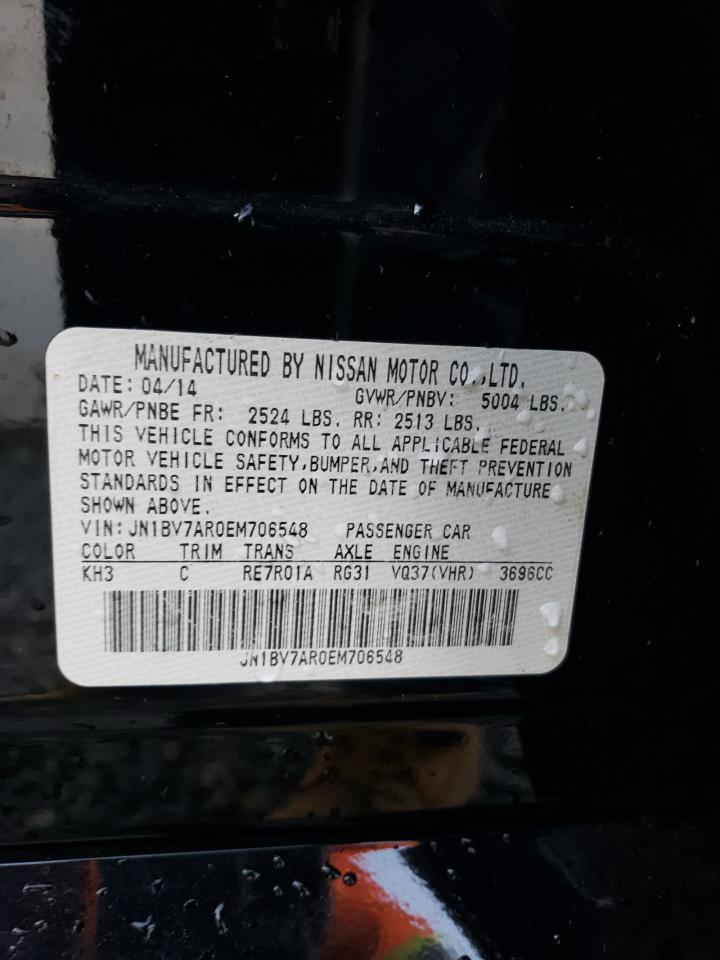 MANUFACTURED BY NISSAN MOTOR CO.,LTD.
DATE: 04/14 GVWR/PNBV: 5004 LBS.
GAWR/PNBE FR: 2524 LBS. RR: 2513 LBS.
THIS VEHICLE CONFORMS TO ALL APPLICABLE FEDERAL
MOTOR VEHICLE SAFETY,BUMPER,AND THEFT PREVENTION
STANDARDS IN EFFECT ON THE DATE OF MANUFACTURE
SHOWN ABOVE.
VIN:JN1BV7AR0EM706548 PASSENGER CAR
COLOR TRIM TRANS AXLE ENGINE
KH3 C RE7R01A RG31 VQ37(VHR) 3696CC
JN1BV7AR0EM706548